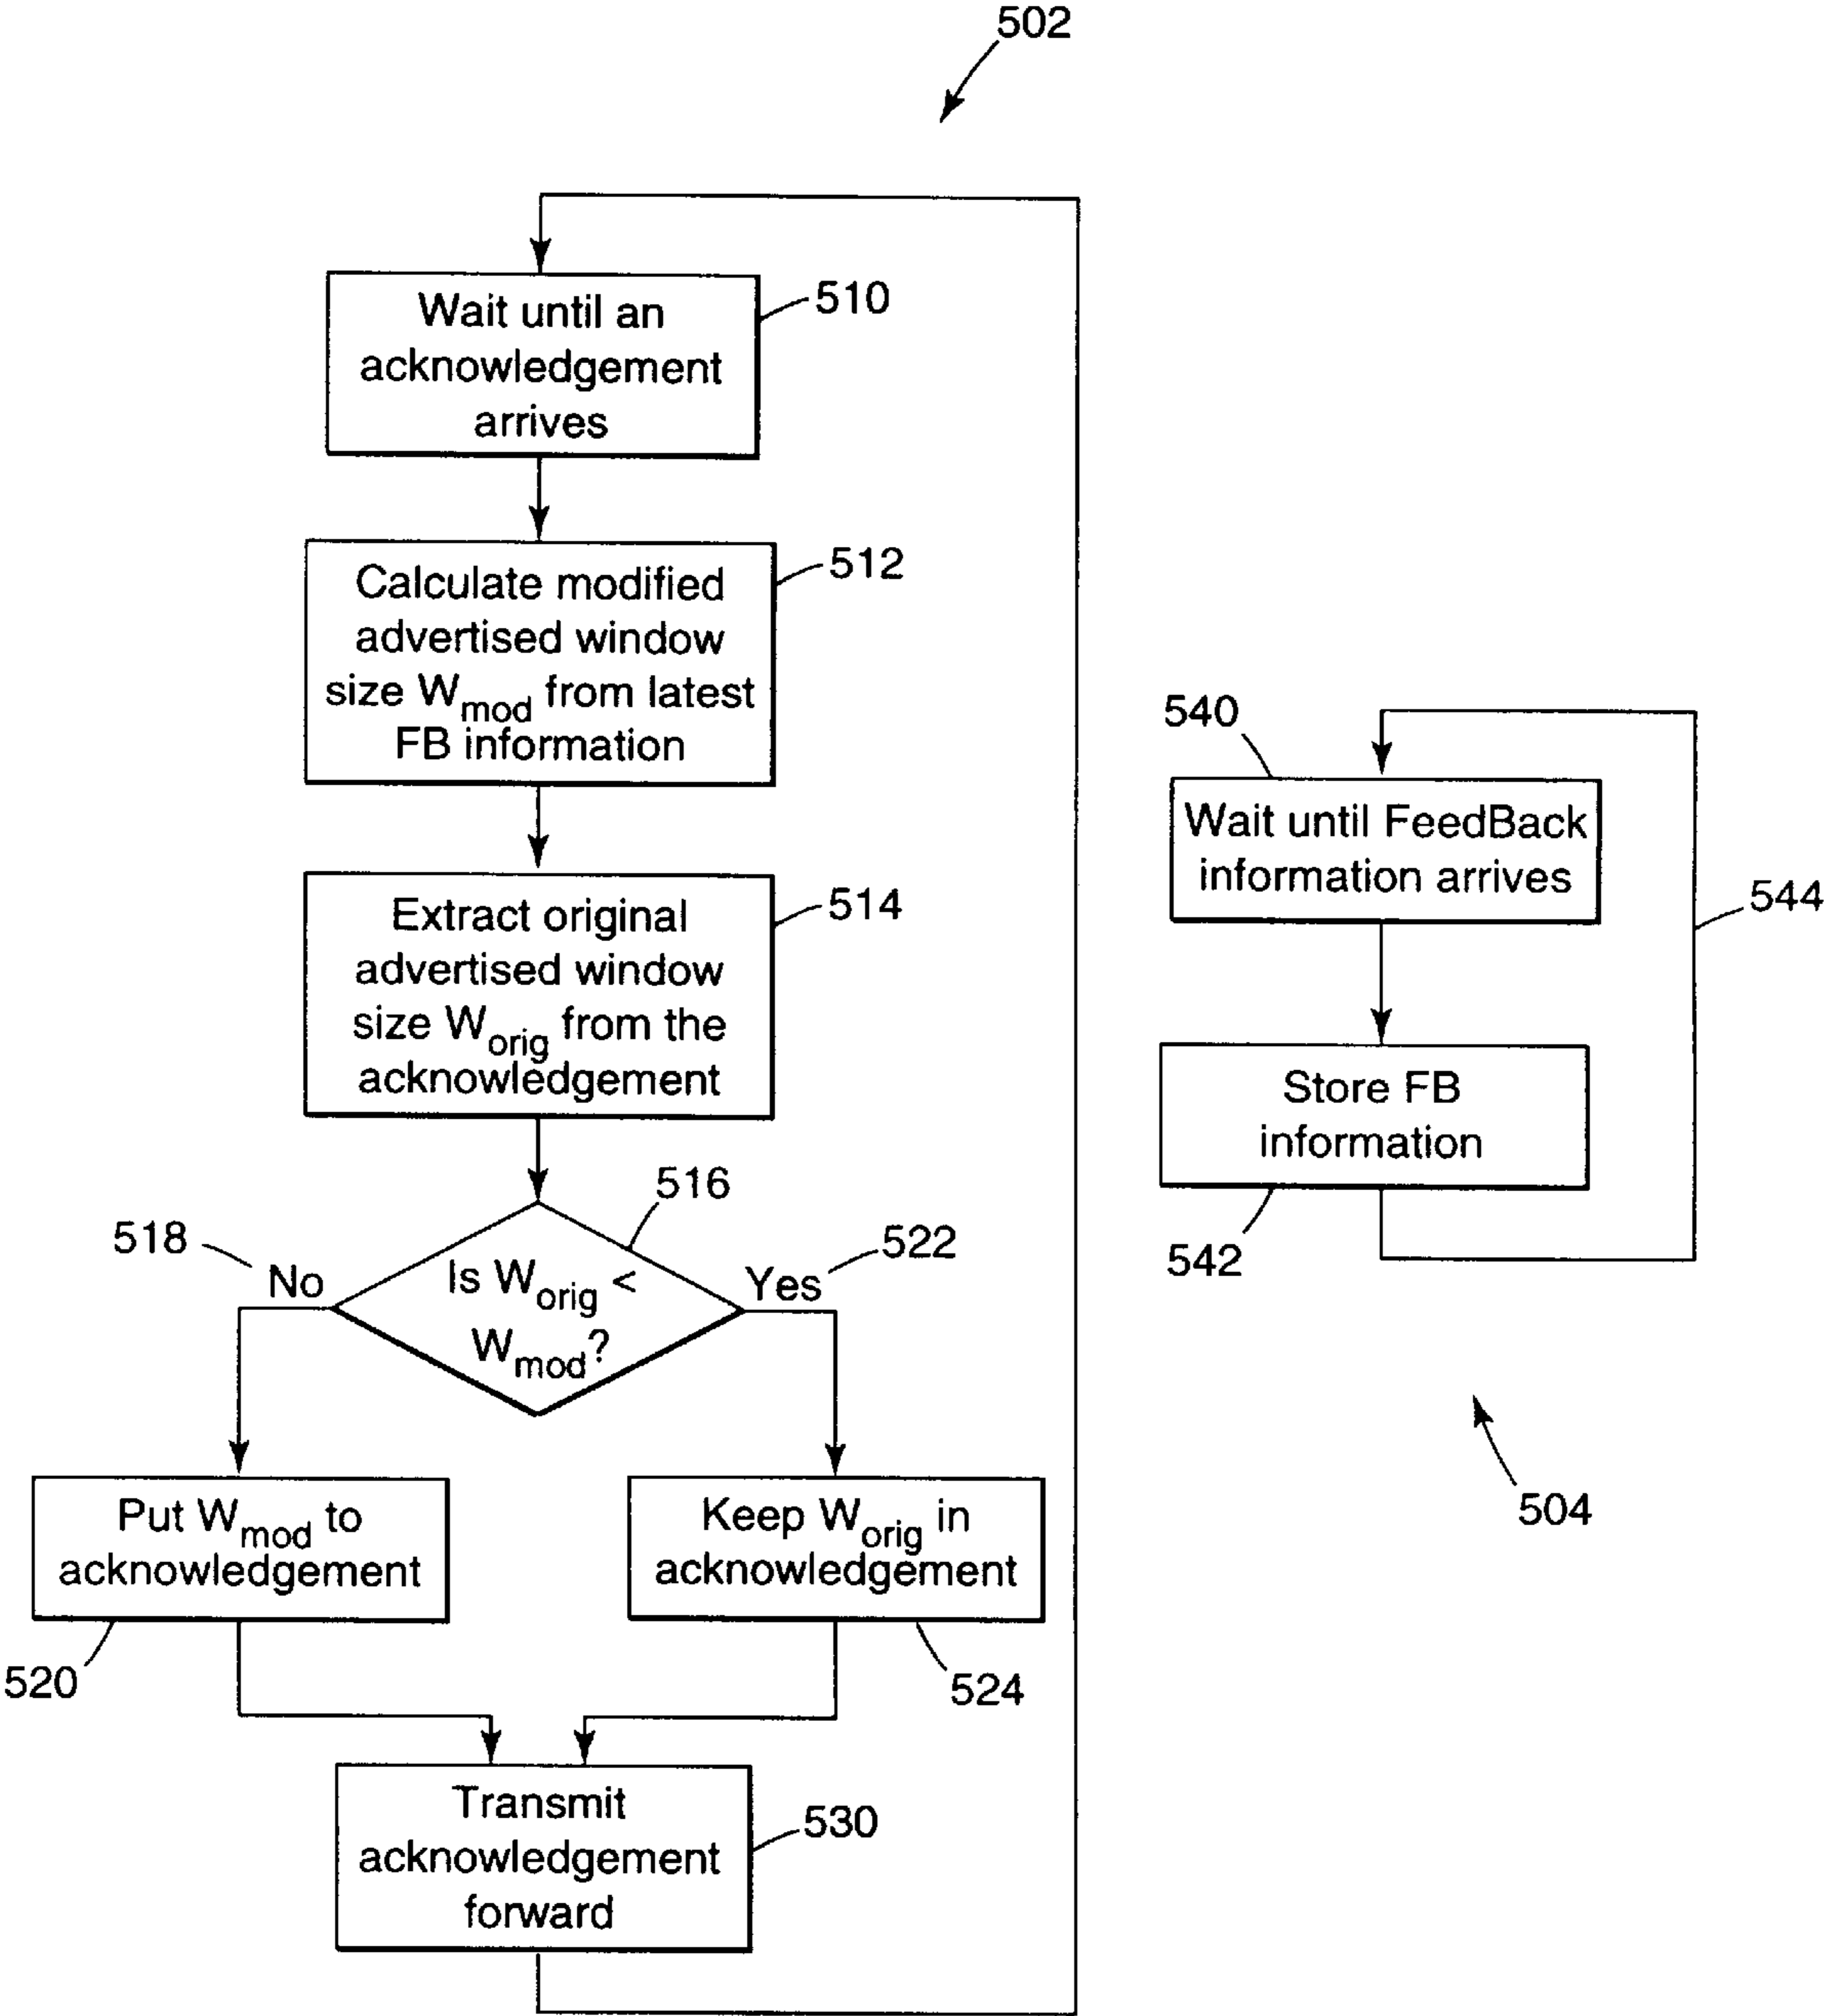 502
Wait until an
acknowledgement
arrives
510
Calculate modified
advertised window
size Wmod from latest
FB information
512
Extract original
advertised window
size Worig from the
acknowledgement
514
516
Is Worig <
Wmod?
518
No
522
Yes
Put Wmod to
acknowledgement
520
Keep Worig in
acknowledgement
524
Transmit
acknowledgement
forward
530
540
Wait until FeedBack
information arrives
544
Store FB
information
542
504